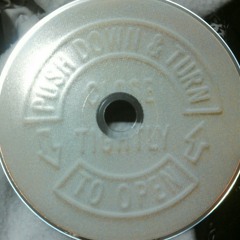 PUSH DOWN & TURN
CLOSE
TIGHTLY
TO OPEN